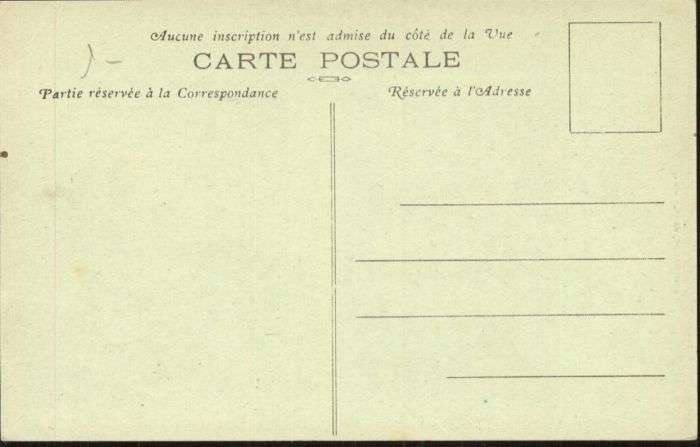 Aucune inscription n'est admise du côté de la Vue
CARTE POSTALE
Partie réservée à la Correspondance
Réservée à l'Adresse